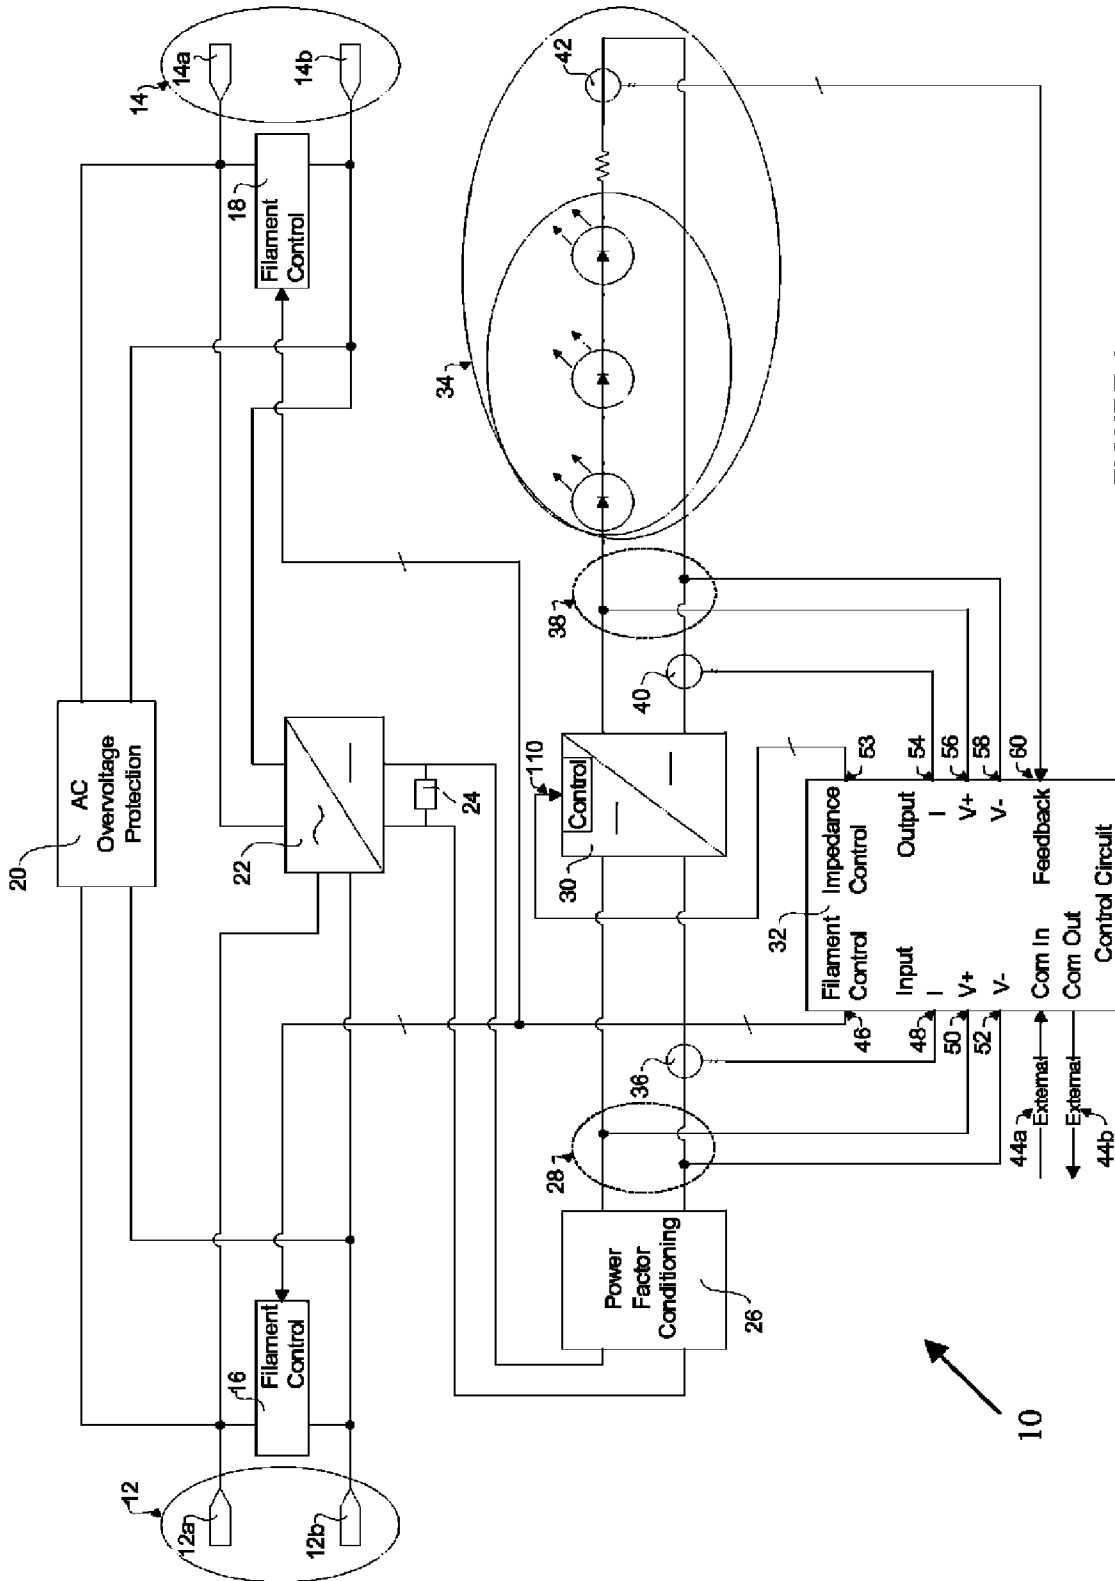 12
12a
12b
14
14a
14b
16
Filament
Control
18
Filament
Control
20
AC
Overvoltage
Protection
22
24
34
42
28
36
30
Control
110
40
38
Power
Factor
Conditioning
26
32
Filament
Control
Impedance
Control
Input
I
V+
V-
Output
I
V+
V-
Com In
Com Out
Feedback
Control Circuit
46
48
50
52
53
54
56
58
60
44a
External
External
44b
10